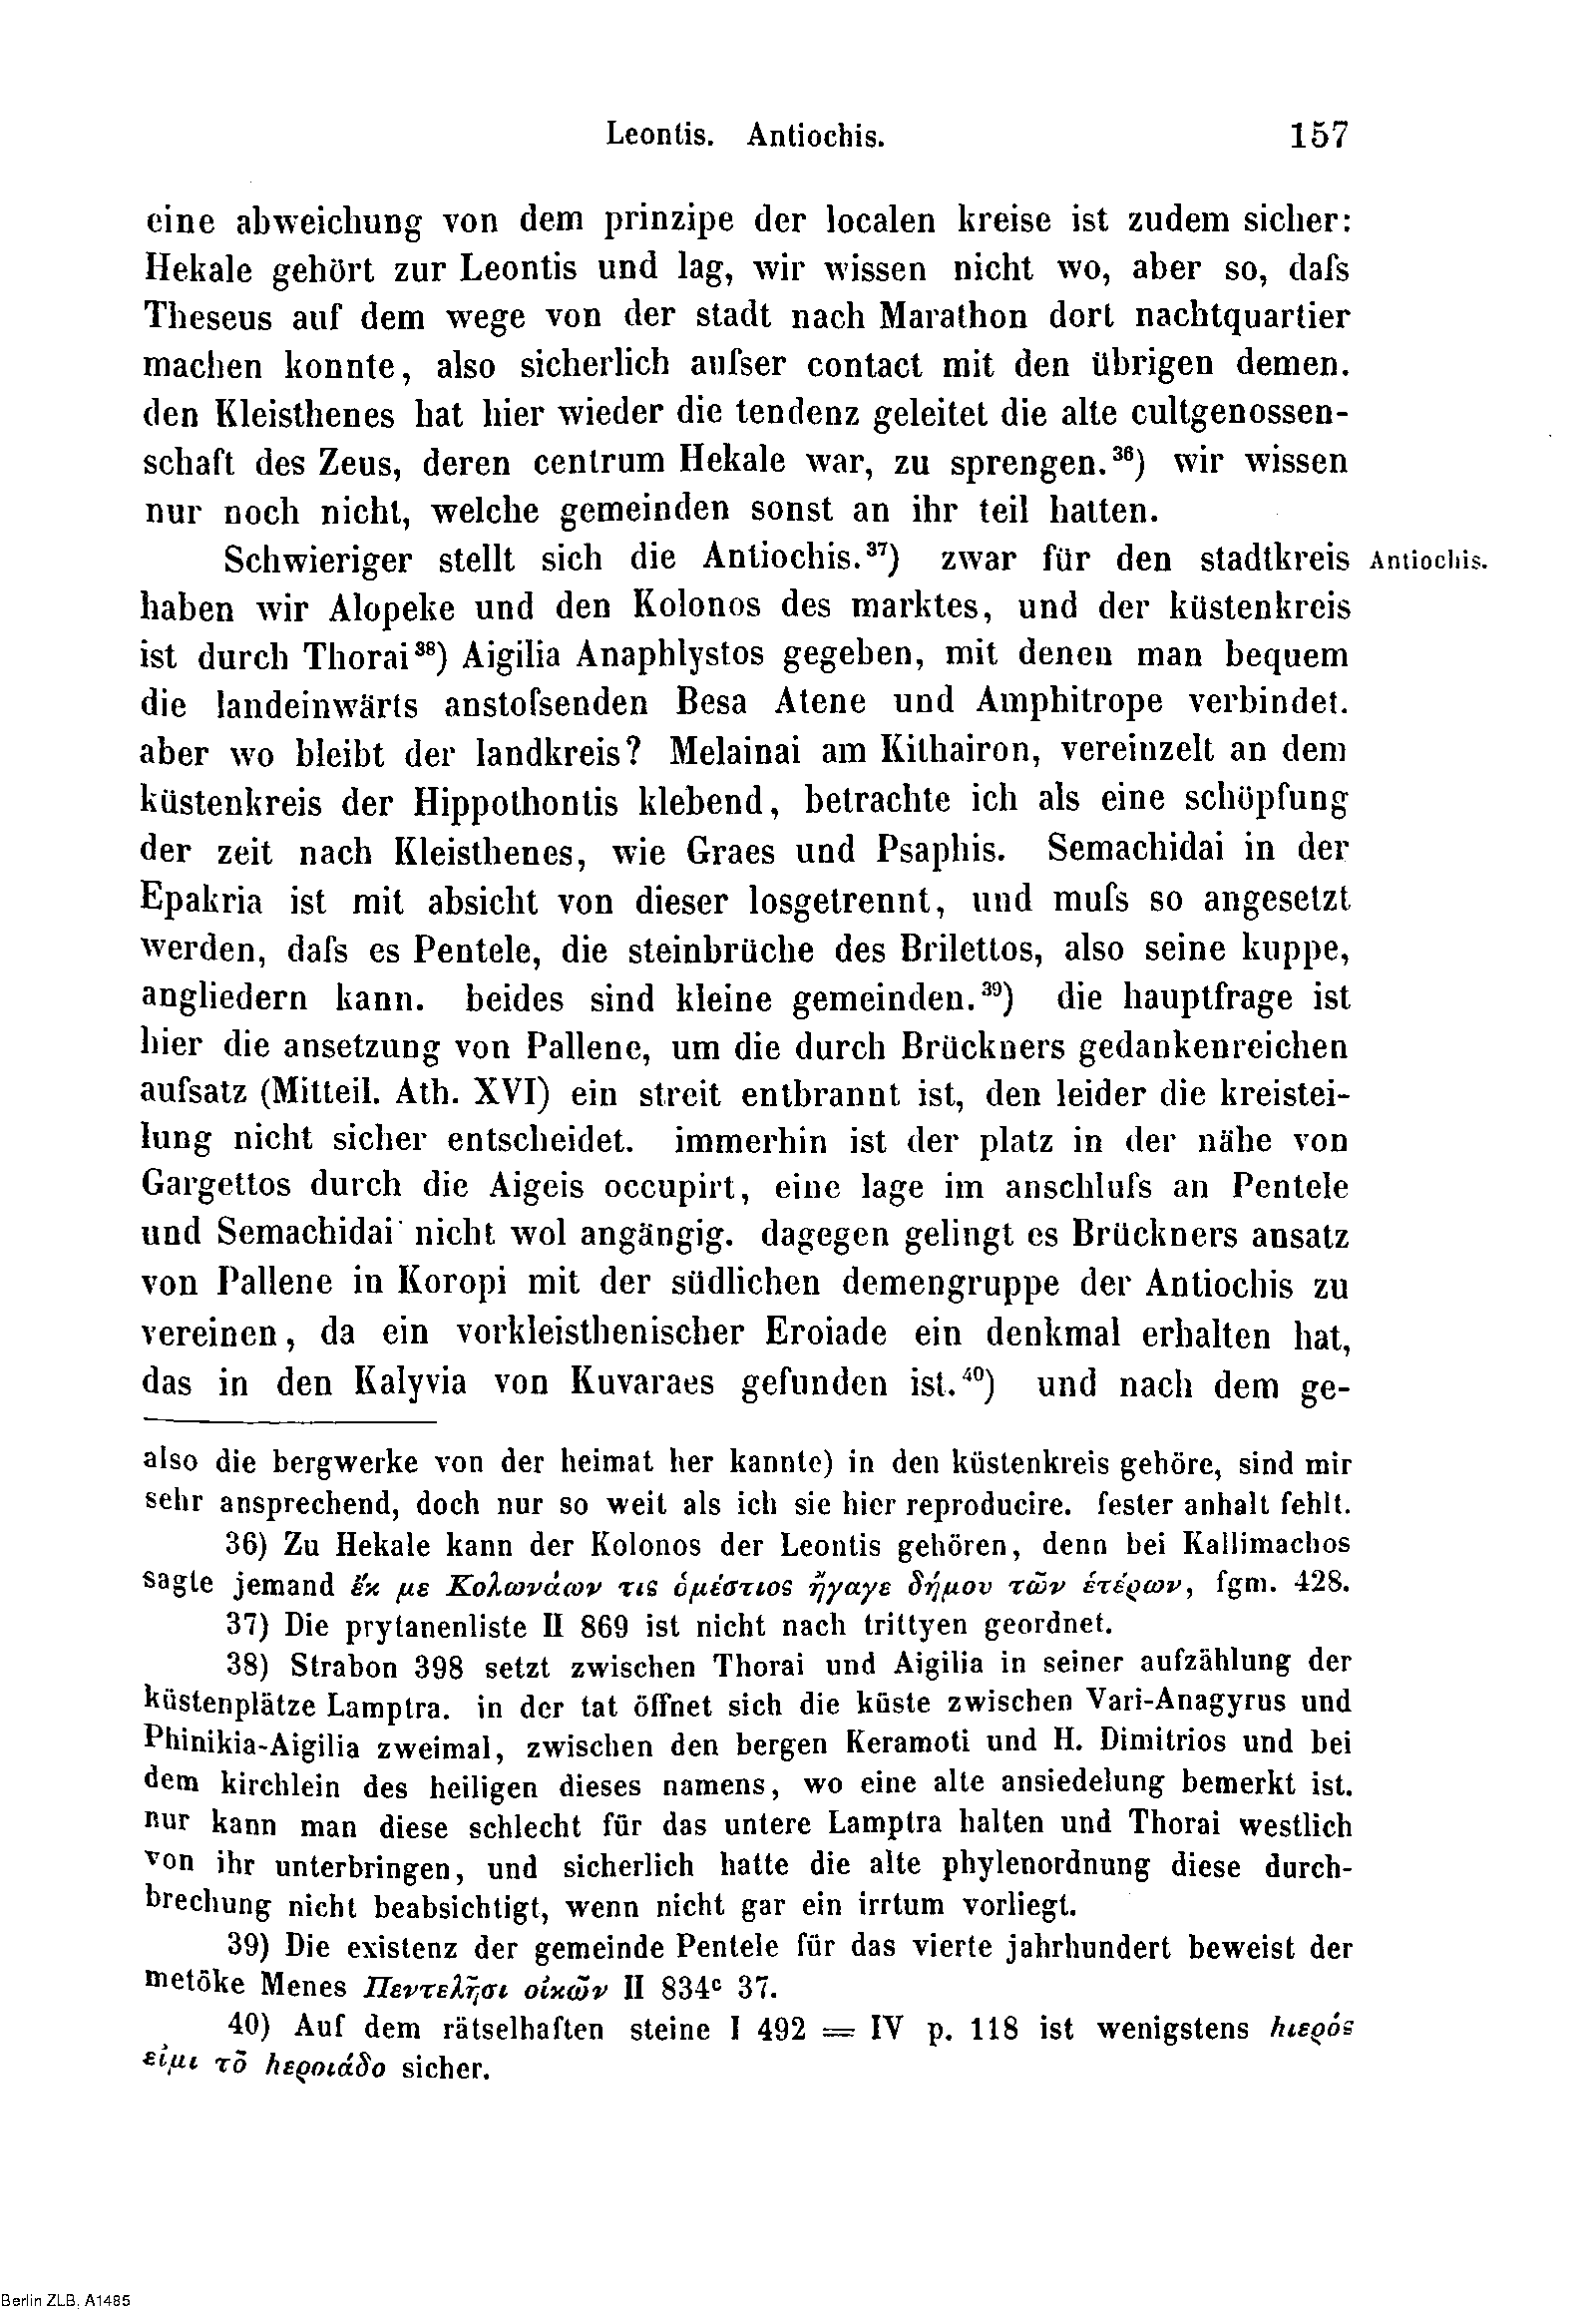 Leontis. Antiochis. 157
eine abweichung von dem prinzipe der localen kreise ist zudem sicher:
Hekale gehört zur Leontis und lag, wir wissen nicht wo, aber so, daſs
Theseus auf dem wege von der stadt nach Marathon dort nachtquartier
machen konnte, also sicherlich auſser contact mit den übrigen demen.
den Kleisthenes hat hier wieder die tendenz geleitet die alte cultgenossen-
schaft des Zeus, deren centrum Hekale war, zu sprengen.³⁶) wir wissen
nur noch nicht, welche gemeinden sonst an ihr teil hatten.
Schwieriger stellt sich die Antiochis.³⁷) zwar für den stadtkreis Antiochis.
haben wir Alopeke und den Kolonos des marktes, und der küstenkreis
ist durch Thorai³⁸) Aigilia Anaphlystos gegeben, mit denen man bequem
die landeinwärts anstoſsenden Besa Atene und Amphitrope verbindet.
aber wo bleibt der landkreis? Melainai am Kithairon, vereinzelt an dem
küstenkreis der Hippothontis klebend, betrachte ich als eine schöpfung
der zeit nach Kleisthenes, wie Graes und Psaphis. Semachidai in der
Epakria ist mit absicht von dieser losgetrennt, und muſs so angesetzt
werden, daſs es Pentele, die steinbrüche des Brilettos, also seine kuppe,
angliedern kann. beides sind kleine gemeinden.³⁹) die hauptfrage ist
hier die ansetzung von Pallene, um die durch Brückners gedankenreichen
aufsatz (Mitteil. Ath. XVI) ein streit entbrannt ist, den leider die kreistei-
lung nicht sicher entscheidet. immerhin ist der platz in der nähe von
Gargettos durch die Aigeis occupirt, eine lage im anschluſs an Pentele
und Semachidai nicht wol angängig. dagegen gelingt es Brückners ansatz
von Pallene in Koropi mit der südlichen demengruppe der Antiochis zu
vereinen, da ein vorkleisthenischer Eroiade ein denkmal erhalten hat,
das in den Kalyvia von Kuvaraes gefunden ist.⁴⁰) und nach dem ge-
also die bergwerke von der heimat her kannte) in den küstenkreis gehöre, sind mir
sehr ansprechend, doch nur so weit als ich sie hier reproducire. fester anhalt fehlt.
36) Zu Hekale kann der Kolonos der Leontis gehören, denn bei Kallimachos
sagte jemand ἔκ με Κολωνάων τις ὁμέστιος ἤγαγε δήμου τῶν ἑτέρων, fgm. 428.
37) Die prytanenliste II 869 ist nicht nach trittyen geordnet.
38) Strabon 398 setzt zwischen Thorai und Aigilia in seiner aufzählung der
küstenplätze Lamptra. in der tat öffnet sich die küste zwischen Vari-Anagyrus und
Phinikia-Aigilia zweimal, zwischen den bergen Keramoti und H. Dimitrios und bei
dem kirchlein des heiligen dieses namens, wo eine alte ansiedelung bemerkt ist.
nur kann man diese schlecht für das untere Lamptra halten und Thorai westlich
von ihr unterbringen, und sicherlich hatte die alte phylenordnung diese durch-
brechung nicht beabsichtigt, wenn nicht gar ein irrtum vorliegt.
39) Die existenz der gemeinde Pentele für das vierte jahrhundert beweist der
metöke Menes Πεντελῆσι οἰκῶν II 834ᶜ 37.
40) Auf dem rätselhaften steine I 492 = IV p. 118 ist wenigstens hιερός
εἰμι τõ hεροιάδο sicher.
Berlin ZLB, A1485